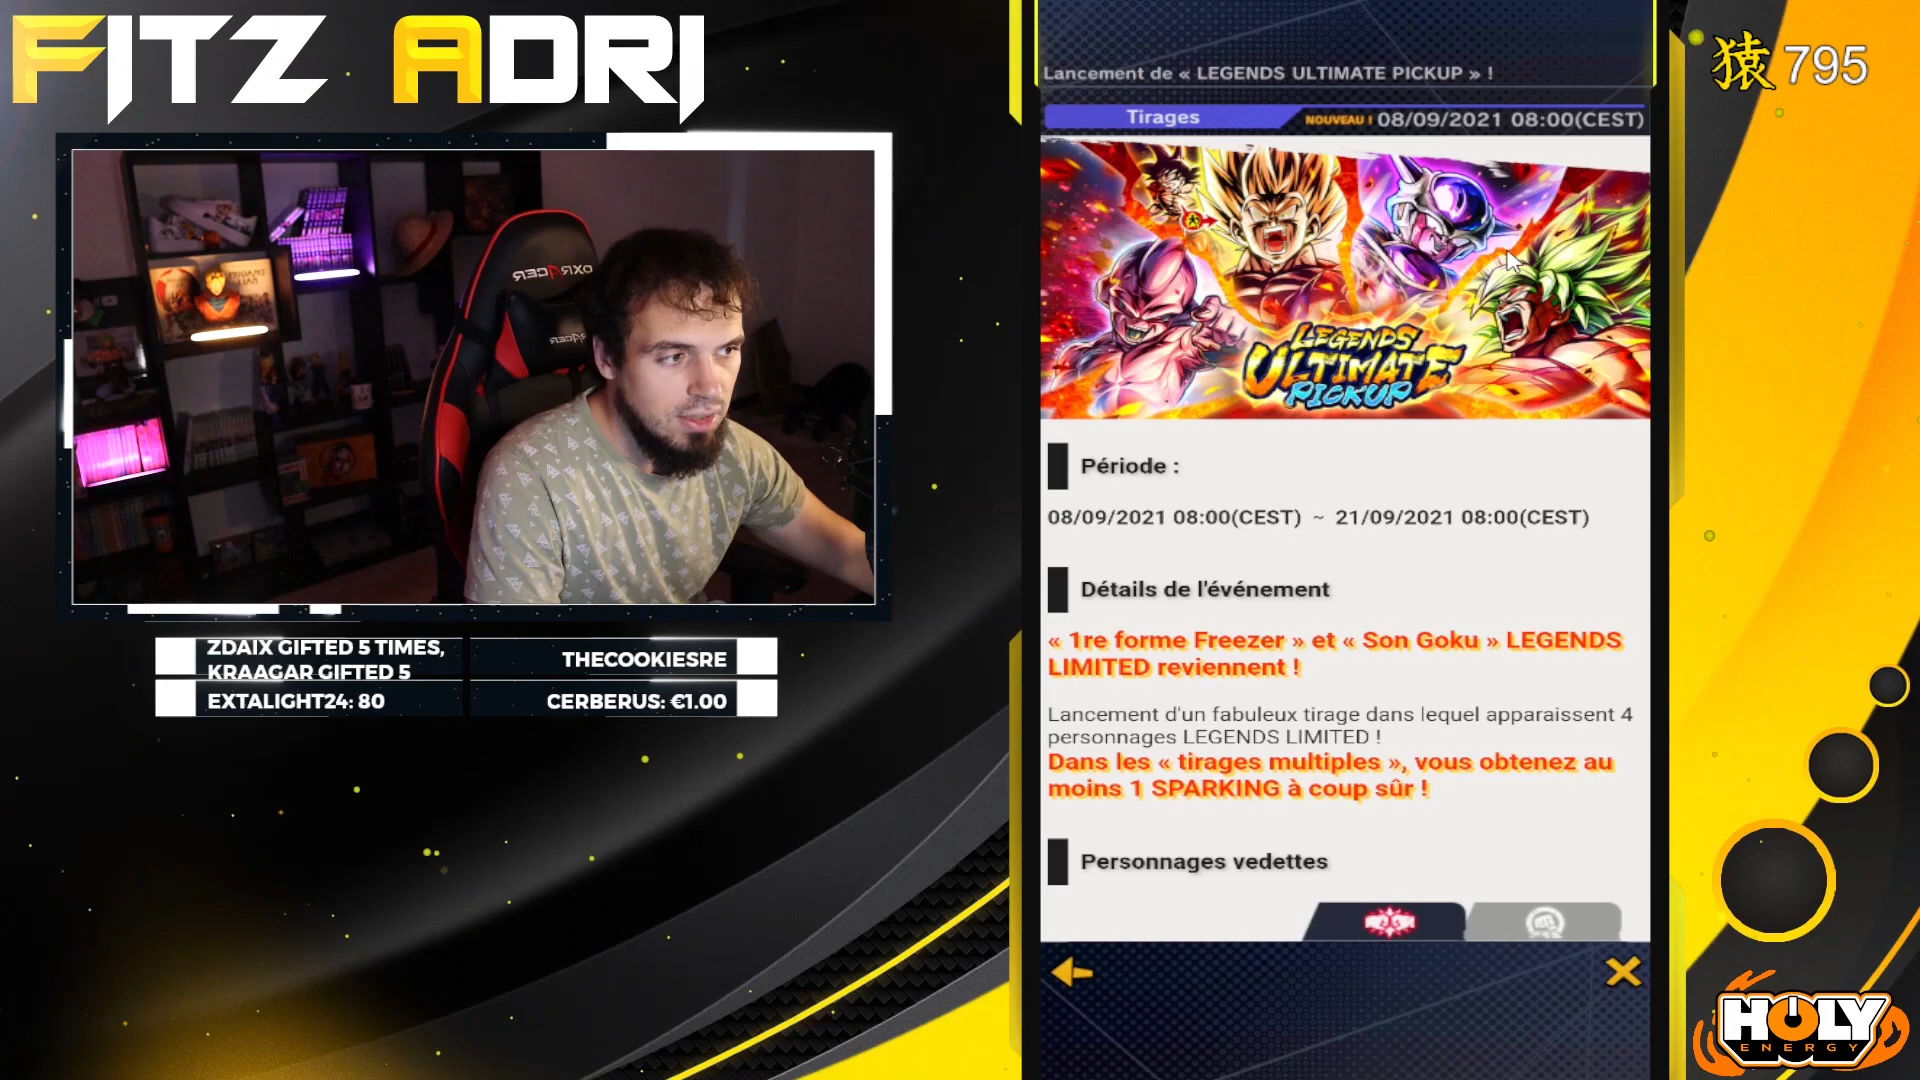 FITZ ADRI
ZDAIX GIFTED 5 TIMES,
KRAAGAR GIFTED 5
THECOOKIESRE
EXTALIGHT24: 80
CERBERUS: €1.00
Lancement de « LEGENDS ULTIMATE PICKUP » !
Tirages
NOUVEAU ! 08/09/2021 08:00(CEST)
LEGENDS
ULTIMATE
PICKUP
Période :
08/09/2021 08:00(CEST) ~ 21/09/2021 08:00(CEST)
Détails de l'événement
« 1re forme Freezer » et « Son Goku » LEGENDS
LIMITED reviennent !
Lancement d'un fabuleux tirage dans lequel apparaissent 4
personnages LEGENDS LIMITED !
Dans les « tirages multiples », vous obtenez au
moins 1 SPARKING à coup sûr !
Personnages vedettes
猿 795
HOLY
ENERGY